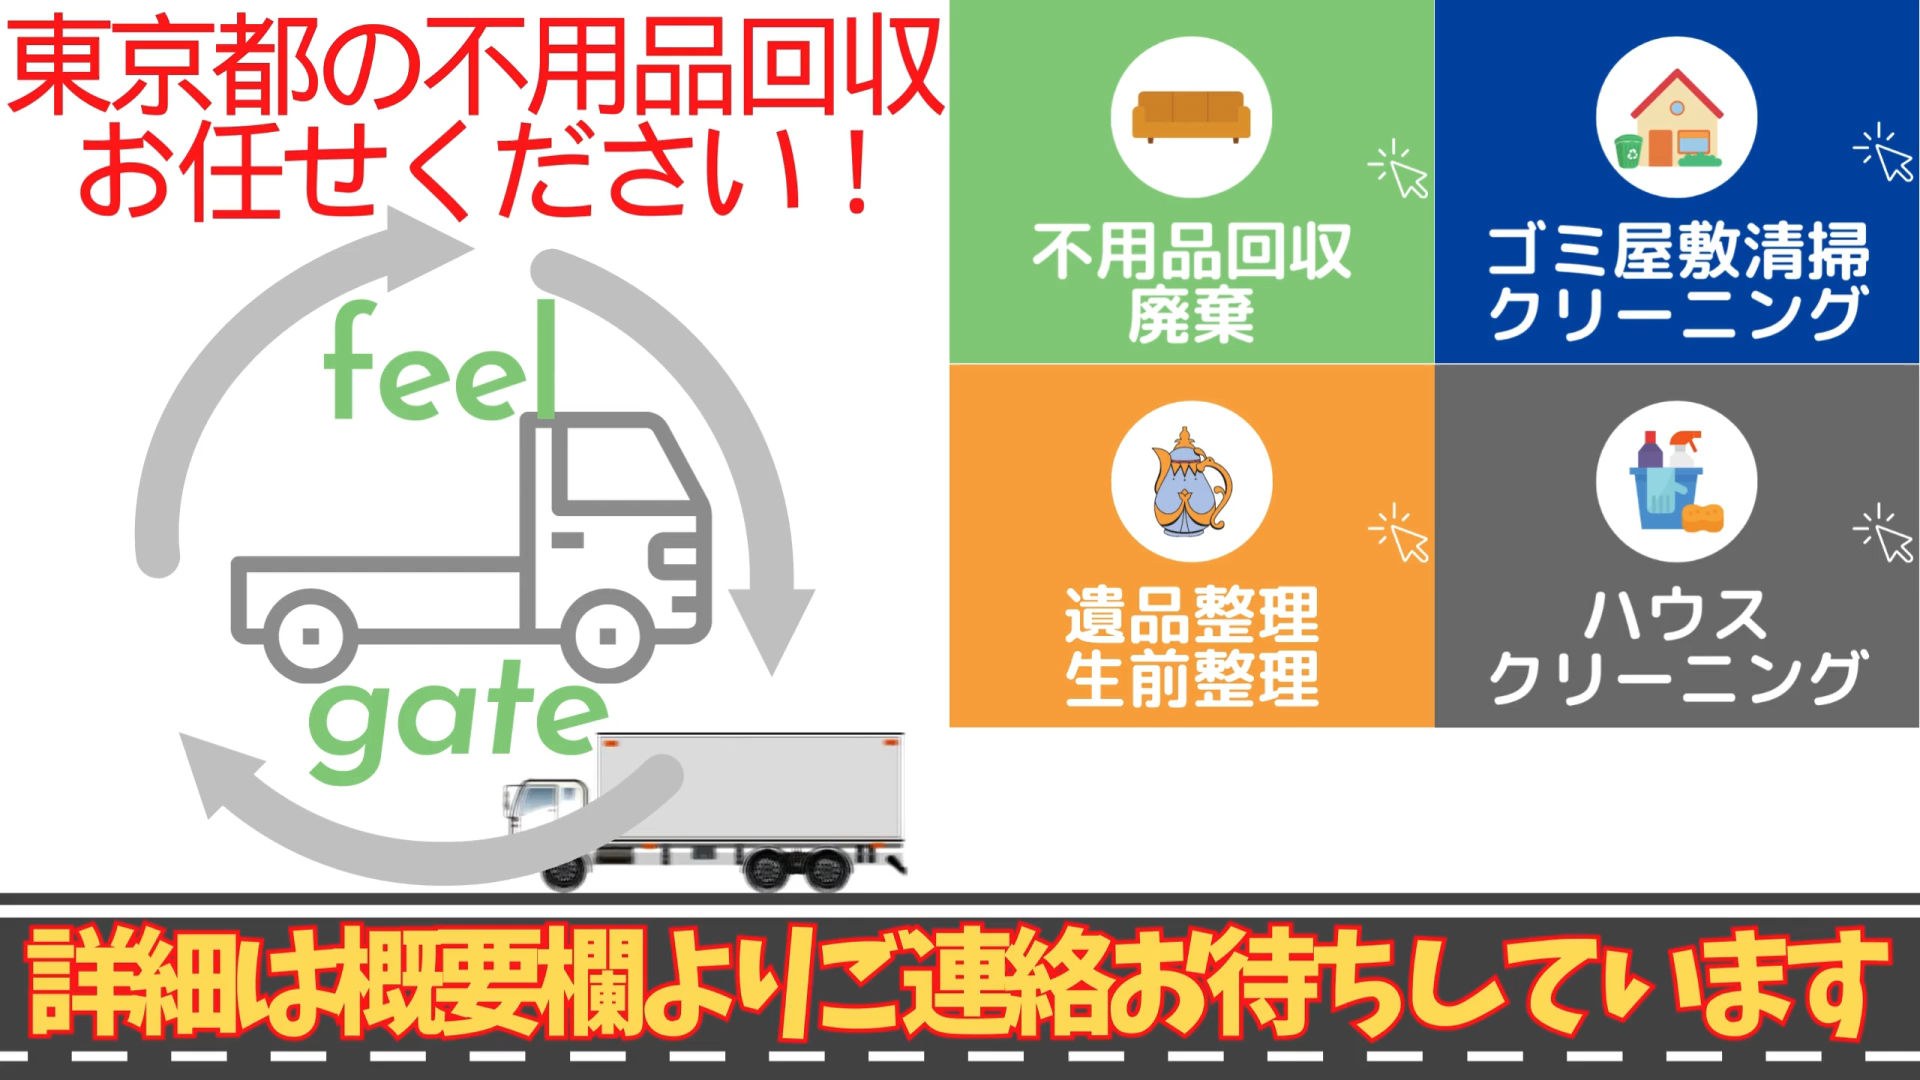 東京都の不用品回収
お任せください！
feel
gate
不用品回収
廃棄
ゴミ屋敷清掃
クリーニング
遺品整理
生前整理
ハウス
クリーニング
詳細は概要欄よりご連絡お待ちしています